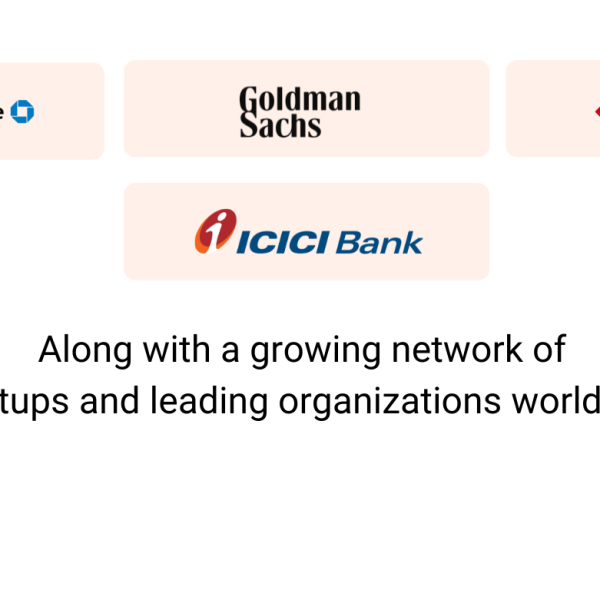 e
Goldman
Sachs
ICICI Bank
Along with a growing network of
tups and leading organizations world